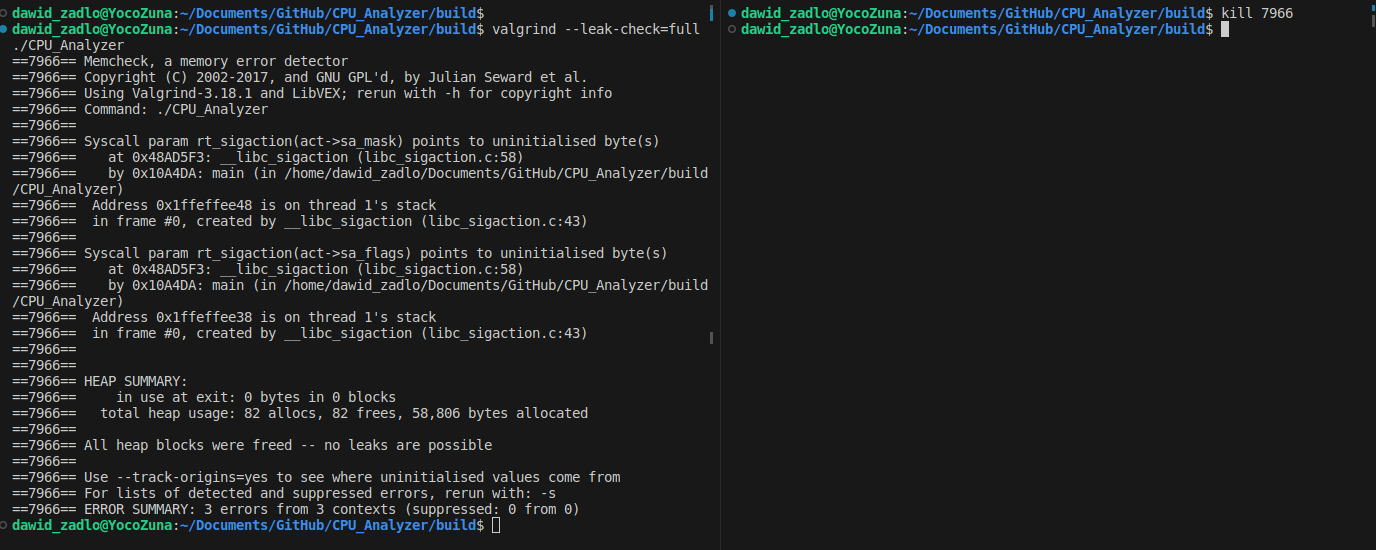 dawid_zadlo@YocoZuna:~/Documents/GitHub/CPU_Analyzer/build$
dawid_zadlo@YocoZuna:~/Documents/GitHub/CPU_Analyzer/build$ valgrind --leak-check=full
./CPU_Analyzer
==7966== Memcheck, a memory error detector
==7966== Copyright (C) 2002-2017, and GNU GPL'd, by Julian Seward et al.
==7966== Using Valgrind-3.18.1 and LibVEX; rerun with -h for copyright info
==7966== Command: ./CPU_Analyzer
==7966==
==7966== Syscall param rt_sigaction(act->sa_mask) points to uninitialised byte(s)
==7966==    at 0x48AD5F3: __libc_sigaction (libc_sigaction.c:58)
==7966==    by 0x10A4DA: main (in /home/dawid_zadlo/Documents/GitHub/CPU_Analyzer/build
/CPU_Analyzer)
==7966==  Address 0x1ffeffee48 is on thread 1's stack
==7966==  in frame #0, created by __libc_sigaction (libc_sigaction.c:43)
==7966==
==7966== Syscall param rt_sigaction(act->sa_flags) points to uninitialised byte(s)
==7966==    at 0x48AD5F3: __libc_sigaction (libc_sigaction.c:58)
==7966==    by 0x10A4DA: main (in /home/dawid_zadlo/Documents/GitHub/CPU_Analyzer/build
/CPU_Analyzer)
==7966==  Address 0x1ffeffee38 is on thread 1's stack
==7966==  in frame #0, created by __libc_sigaction (libc_sigaction.c:43)
==7966==
==7966==
==7966== HEAP SUMMARY:
==7966==     in use at exit: 0 bytes in 0 blocks
==7966==   total heap usage: 82 allocs, 82 frees, 58,806 bytes allocated
==7966==
==7966== All heap blocks were freed -- no leaks are possible
==7966==
==7966== Use --track-origins=yes to see where uninitialised values come from
==7966== For lists of detected and suppressed errors, rerun with: -s
==7966== ERROR SUMMARY: 3 errors from 3 contexts (suppressed: 0 from 0)
dawid_zadlo@YocoZuna:~/Documents/GitHub/CPU_Analyzer/build$
dawid_zadlo@YocoZuna:~/Documents/GitHub/CPU_Analyzer/build$ kill 7966
dawid_zadlo@YocoZuna:~/Documents/GitHub/CPU_Analyzer/build$